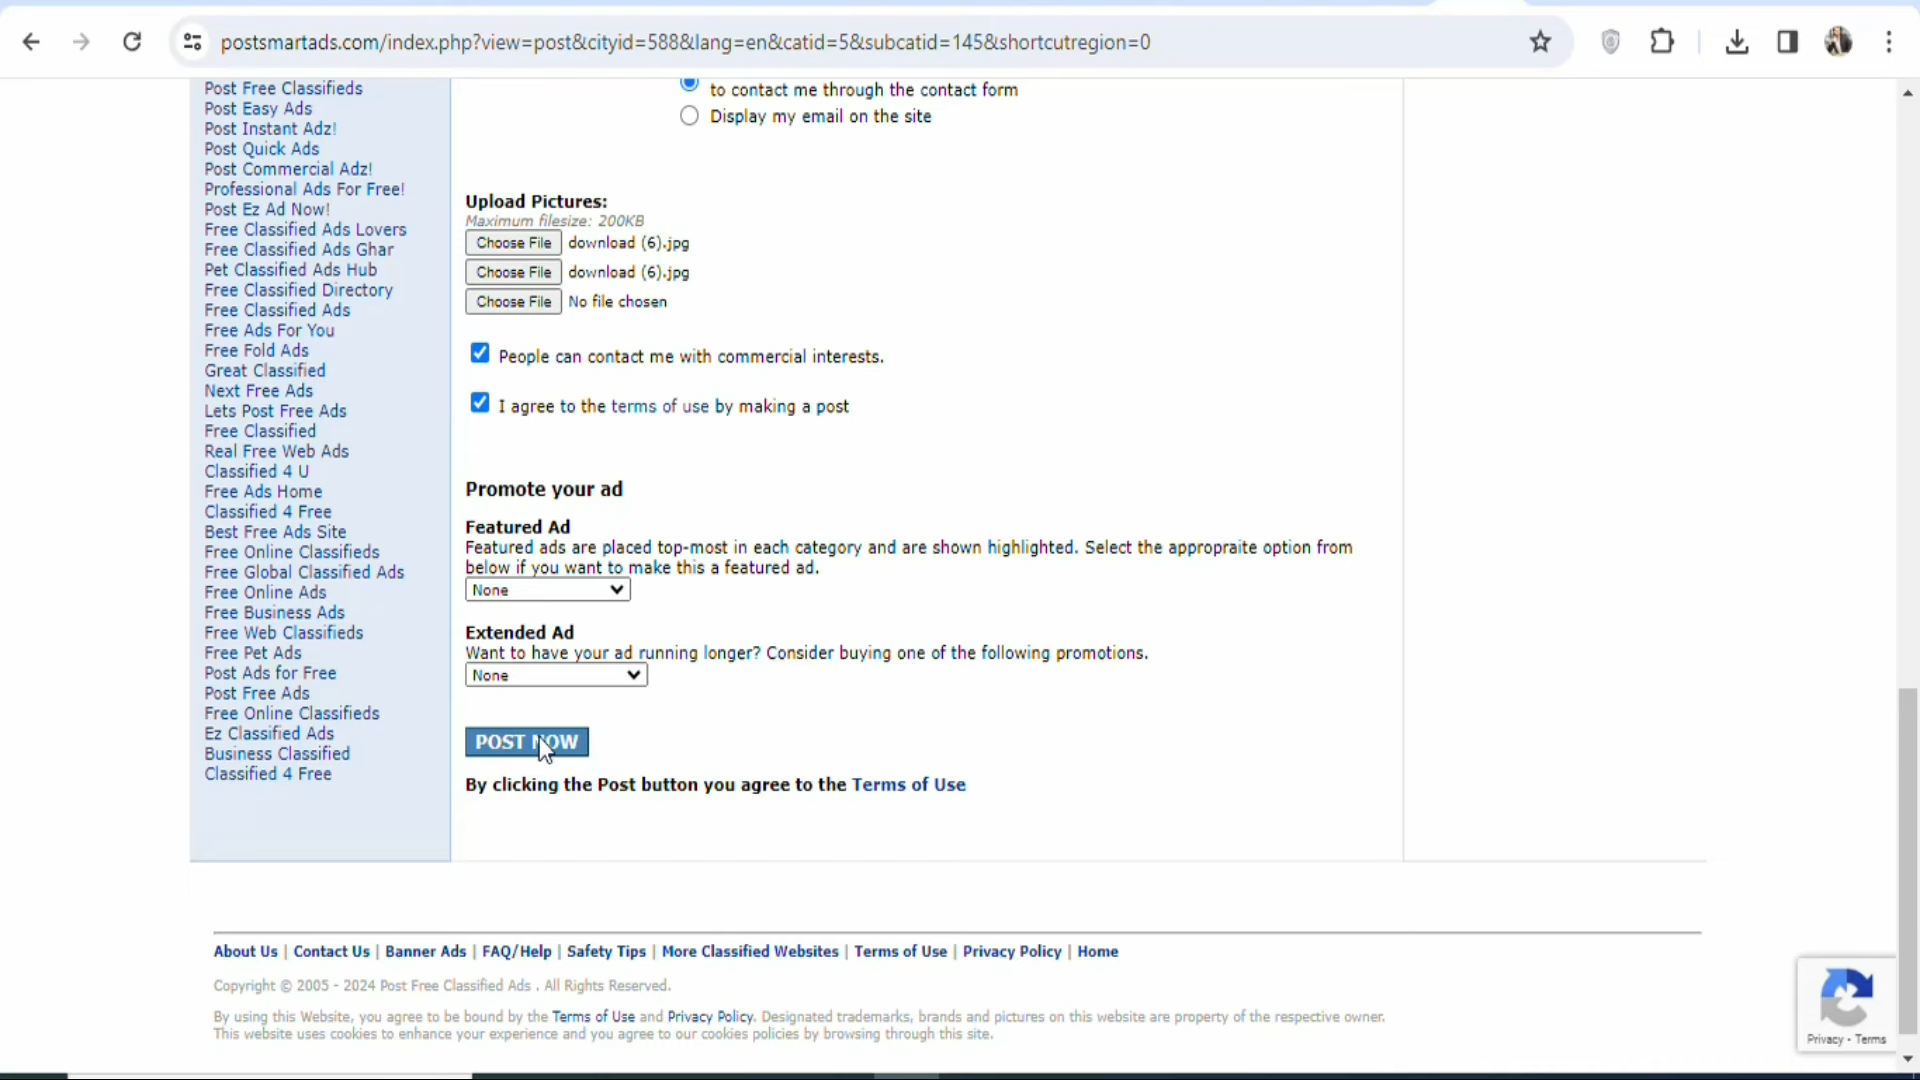 postsmartads.com/index.php?view=post&cityid=588&lang=en&catid=5&subcatid=145&shortcutregion=0
Post Free Classifieds
Post Easy Ads
Post Instant Adz!
Post Quick Ads
Post Commercial Adz!
Professional Ads For Free!
Post Ez Ad Now!
Free Classified Ads Lovers
Free Classified Ads Ghar
Pet Classified Ads Hub
Free Classified Directory
Free Classified Ads
Free Ads For You
Free Fold Ads
Great Classified
Next Free Ads
Lets Post Free Ads
Free Classified
Real Free Web Ads
Classified 4 U
Free Ads Home
Classified 4 Free
Best Free Ads Site
Free Online Classifieds
Free Global Classified Ads
Free Online Ads
Free Business Ads
Free Web Classifieds
Free Pet Ads
Post Ads for Free
Post Free Ads
Free Online Classifieds
Ez Classified Ads
Business Classified
Classified 4 Free
to contact me through the contact form
Display my email on the site
Upload Pictures:
Maximum filesize: 200KB
Choose File download (6).jpg
Choose File download (6).jpg
Choose File No file chosen
People can contact me with commercial interests.
I agree to the terms of use by making a post
Promote your ad
Featured Ad
Featured ads are placed top-most in each category and are shown highlighted. Select the appropraite option from
below if you want to make this a featured ad.
None
Extended Ad
Want to have your ad running longer? Consider buying one of the following promotions.
None
POST NOW
By clicking the Post button you agree to the Terms of Use
About Us | Contact Us | Banner Ads | FAQ/Help | Safety Tips | More Classified Websites | Terms of Use | Privacy Policy | Home
Copyright © 2005 - 2024 Post Free Classified Ads . All Rights Reserved.
By using this Website, you agree to be bound by the Terms of Use and Privacy Policy. Designated trademarks, brands and pictures on this website are property of the respective owner.
This website uses cookies to enhance your experience and you agree to our cookies policies by browsing through this site.
Privacy - Terms